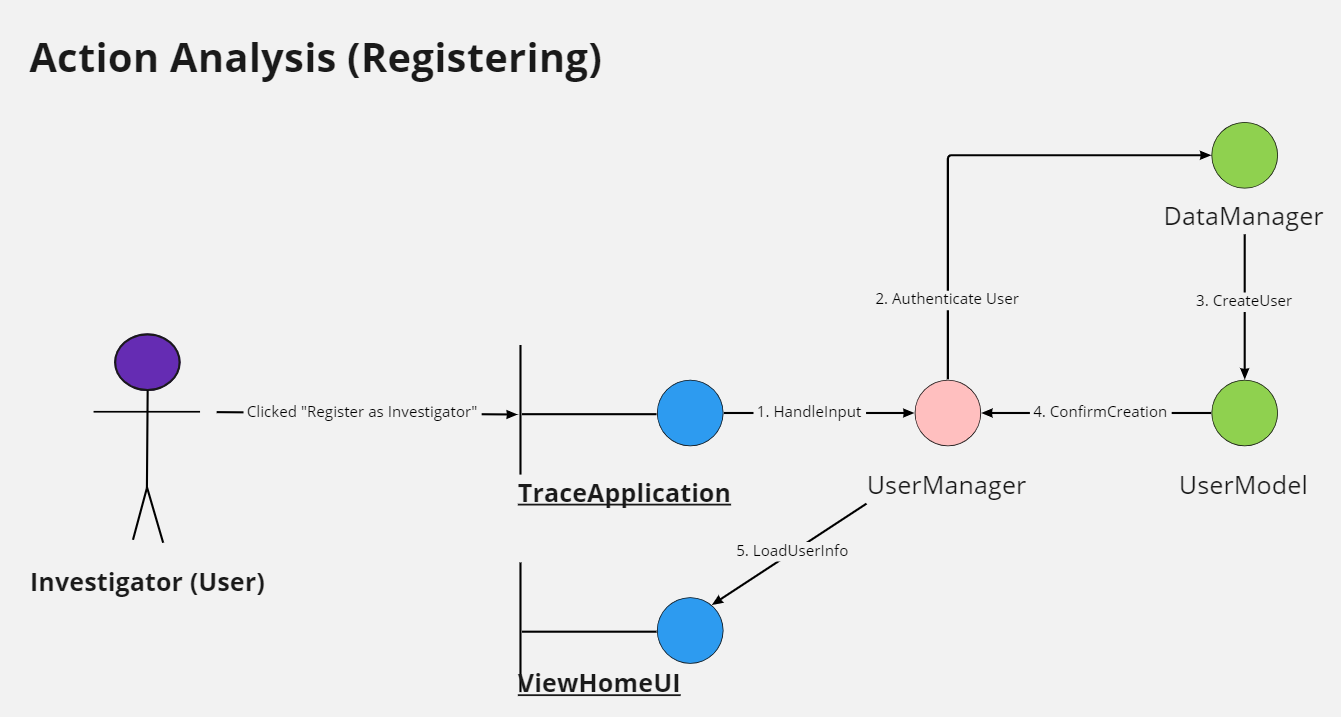 Action Analysis (Registering)
DataManager
2. Authenticate User
3. CreateUser
Clicked "Register as Investigator"
1. HandleInput
4. ConfirmCreation
TraceApplication
UserManager
UserModel
5. LoadUserInfo
Investigator (User)
ViewHomeUI